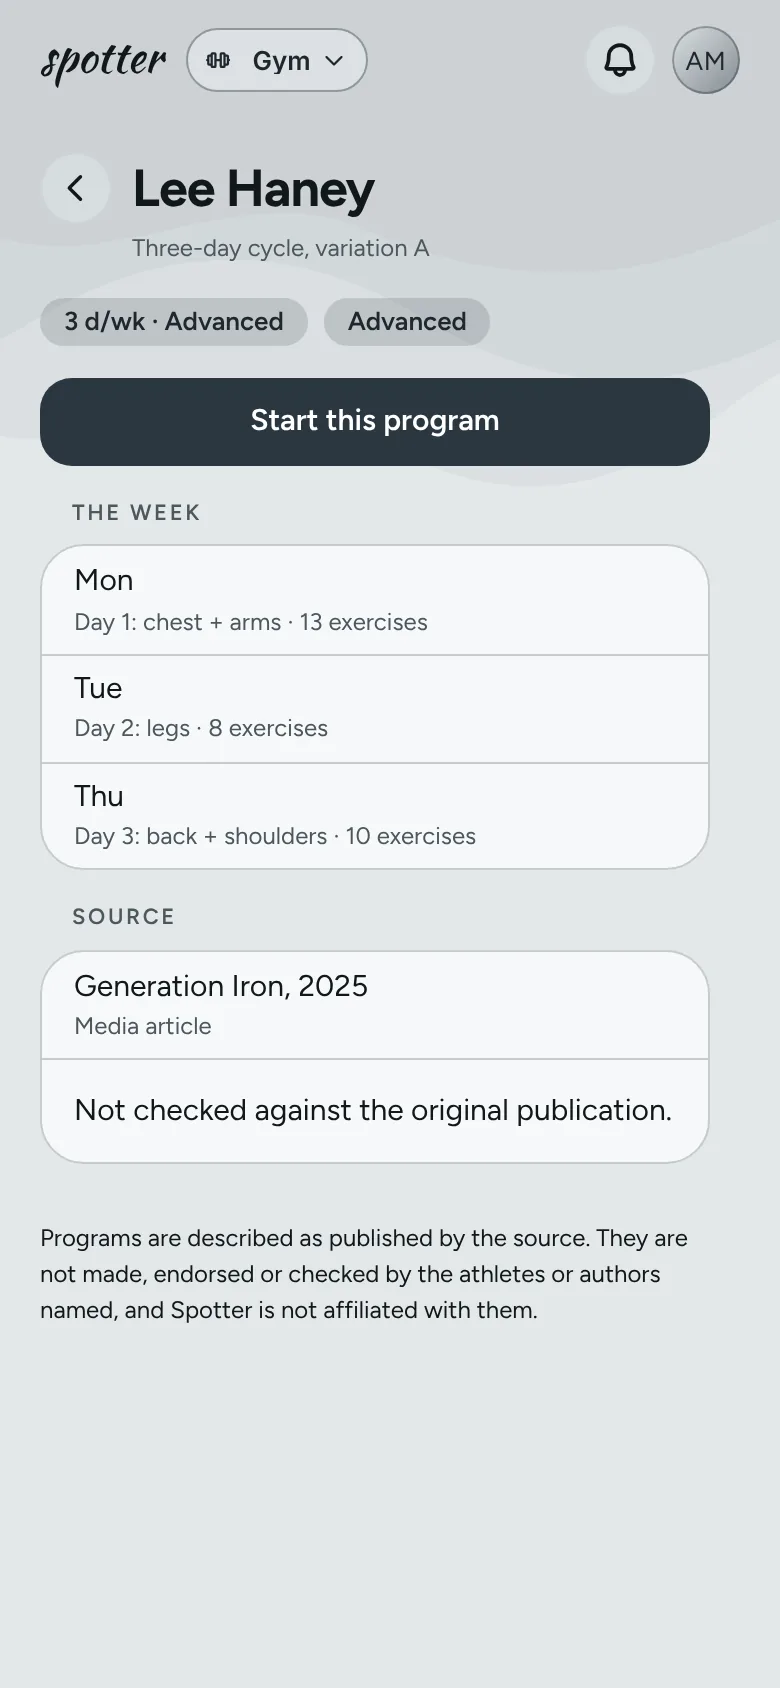 spotter
Gym
AM
Lee Haney
Three-day cycle, variation A
3 d/wk · Advanced
Advanced
Start this program
THE WEEK
Mon
Day 1: chest + arms · 13 exercises
Tue
Day 2: legs · 8 exercises
Thu
Day 3: back + shoulders · 10 exercises
SOURCE
Generation Iron, 2025
Media article
Not checked against the original publication.
Programs are described as published by the source. They are
not made, endorsed or checked by the athletes or authors
named, and Spotter is not affiliated with them.